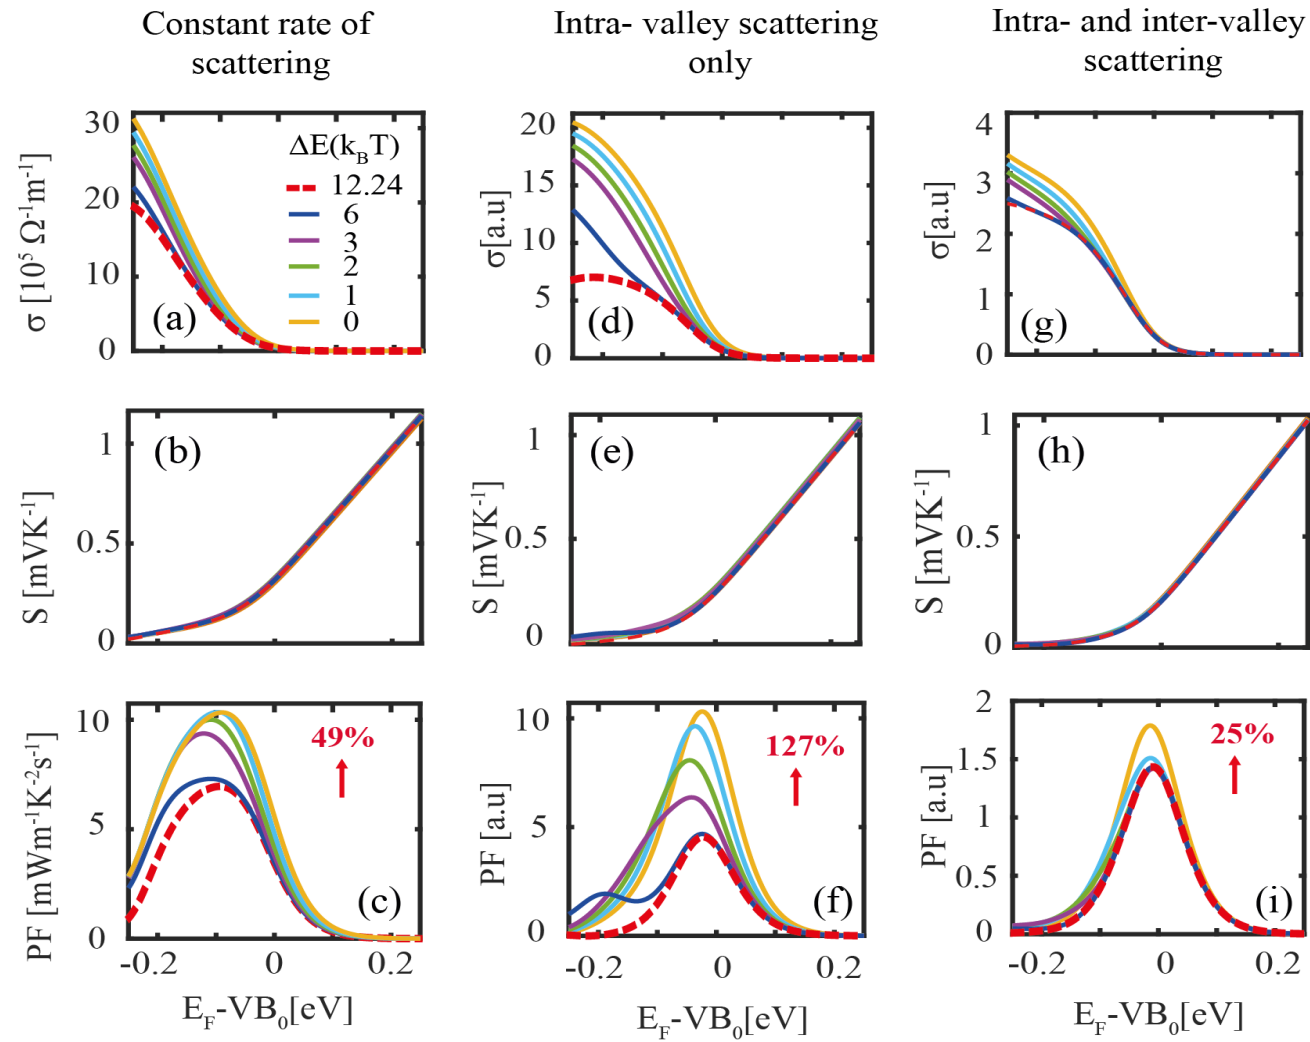 Constant rate of
scattering
Intra- valley scattering
only
Intra- and inter-valley
scattering
σ [10⁵ Ω⁻¹m⁻¹]
30
20
10
0
ΔE(k_BT)
12.24
6
3
2
1
0
(a)
σ[a.u]
20
15
10
5
0
(d)
σ[a.u]
4
3
2
1
0
(g)
S [mVK⁻¹]
1
0.5
0
(b)
S [mVK⁻¹]
1
0.5
0
(e)
S [mVK⁻¹]
1
0.5
0
(h)
PF [mWm⁻¹K⁻²s⁻¹]
10
5
0
49%
(c)
-0.2 0 0.2
E_F-VB₀[eV]
PF [a.u]
10
5
0
127%
(f)
-0.2 0 0.2
E_F-VB₀[eV]
PF [a.u]
2
1.5
1
0.5
0
25%
(i)
-0.2 0 0.2
E_F-VB₀[eV]